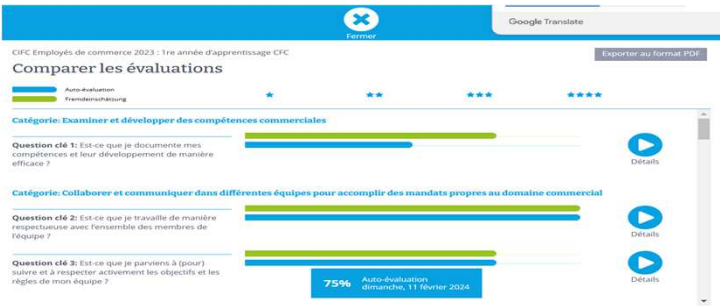 Fermer
Google Translate
CIFC Employés de commerce 2023 : 1re année d'apprentissage CFC
Exporter au format PDF
Comparer les évaluations
Auto-évaluation
Fremdeinschätzung
Catégorie: Examiner et développer des compétences commerciales
Question clé 1: Est-ce que je documente mes
compétences et leur développement de manière
efficace ?
Détails
Catégorie: Collaborer et communiquer dans différentes équipes pour accomplir des mandats propres au domaine commercial
Question clé 2: Est-ce que je travaille de manière
respectueuse avec l'ensemble des membres de
l'équipe ?
Détails
Question clé 3: Est-ce que je parviens à (pour)
suivre et à respecter activement les objectifs et les
règles de mon équipe ?
Détails
75% Auto-évaluation
dimanche, 11 février 2024